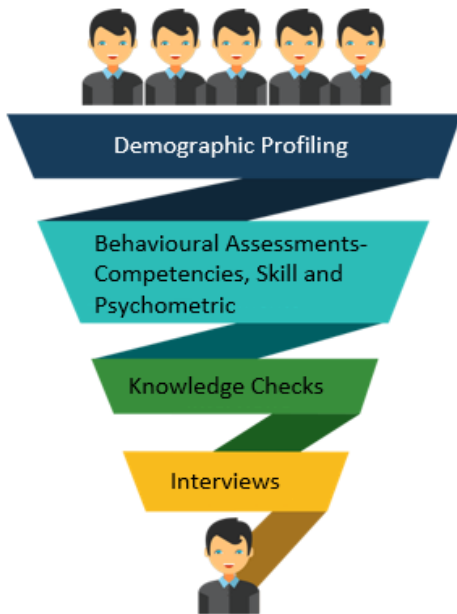 Demographic Profiling
Behavioural Assessments-
Competencies, Skill and
Psychometric
Knowledge Checks
Interviews